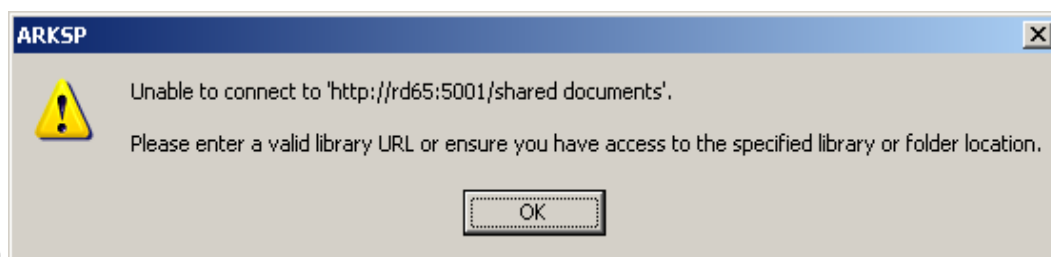 ARKSP
Unable to connect to 'http://rd65:5001/shared documents'.
Please enter a valid library URL or ensure you have access to the specified library or folder location.
OK